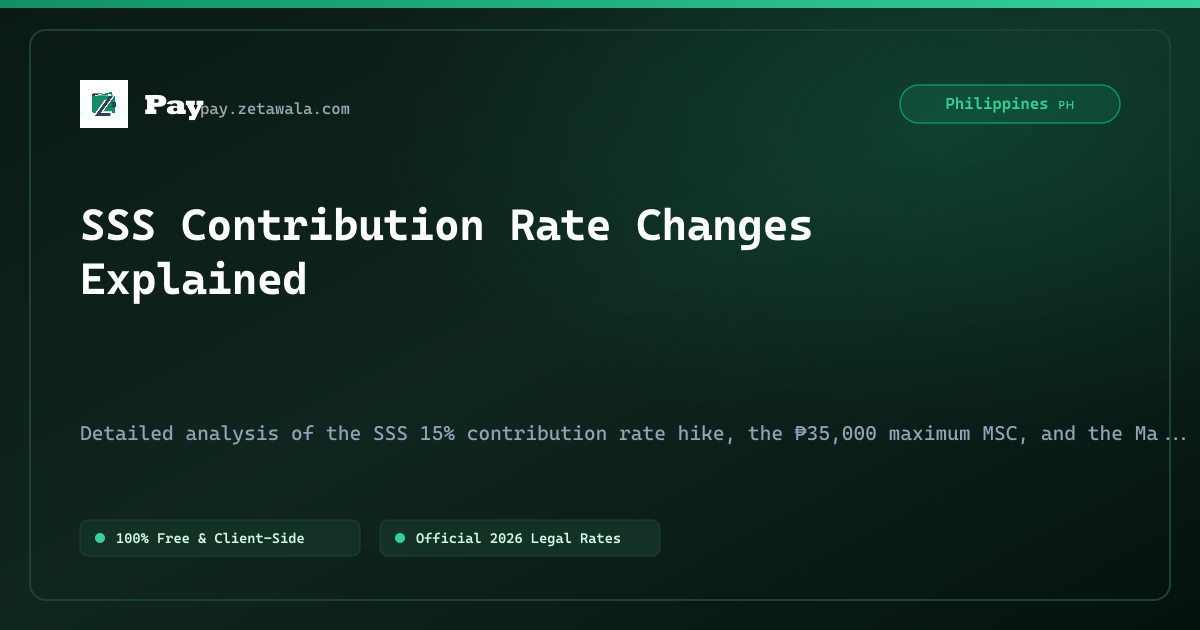 Pay
pay.zetawala.com
Philippines PH
SSS Contribution Rate Changes
Explained
Detailed analysis of the SSS 15% contribution rate hike, the ₱35,000 maximum MSC, and the Ma...
100% Free & Client-Side
Official 2026 Legal Rates